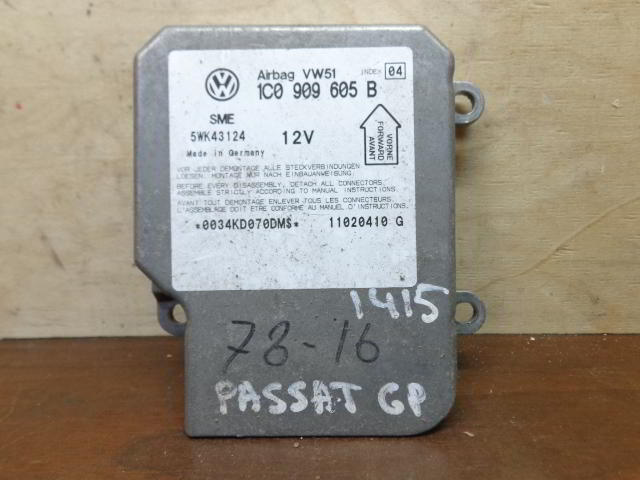 Airbag VW51 INDEX 04
1C0 909 605 B
SME
5WK43124 12V
Made in Germany
VORNE
FORWARD
AVANT
VOR JEDER DEMONTAGE ALLE STECKVERBINDUNGEN
LOESEN. MONTAGE NUR NACH EINBAUANWEISUNG.
BEFORE EVERY DISASSEMBLY, DETACH ALL CONNECTORS.
ASSEMBLE STRICTLY ACCORDING TO MANUAL INSTRUCTIONS.
AVANT TOUT DEMONTAGE ENLEVER TOUS LES CONNECTEURS.
L'ASSEMBLAGE DOIT ETRE CONFORME AU MANUEL D'INSTRUCTIONS.
*0034KD070DM$* 11020410 G
1415
78-16
PASSAT GP